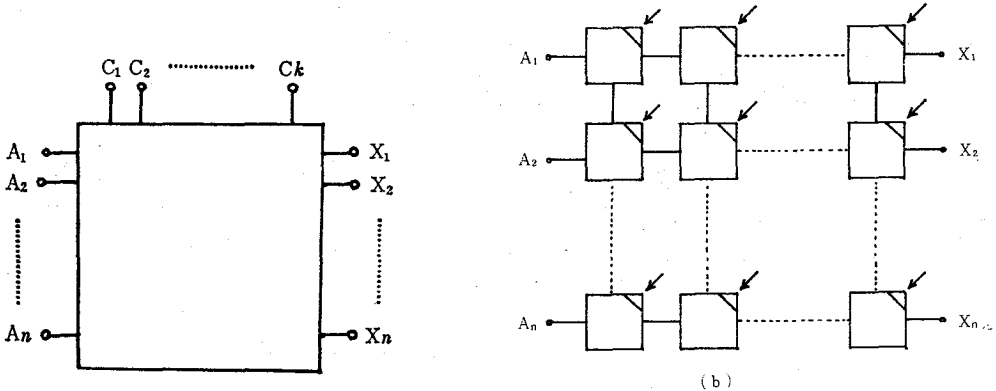 C1 C2 ............ Ck
A1 X1
A2 X2
An Xn
A1 X1
A2 X2
An Xn
(b)